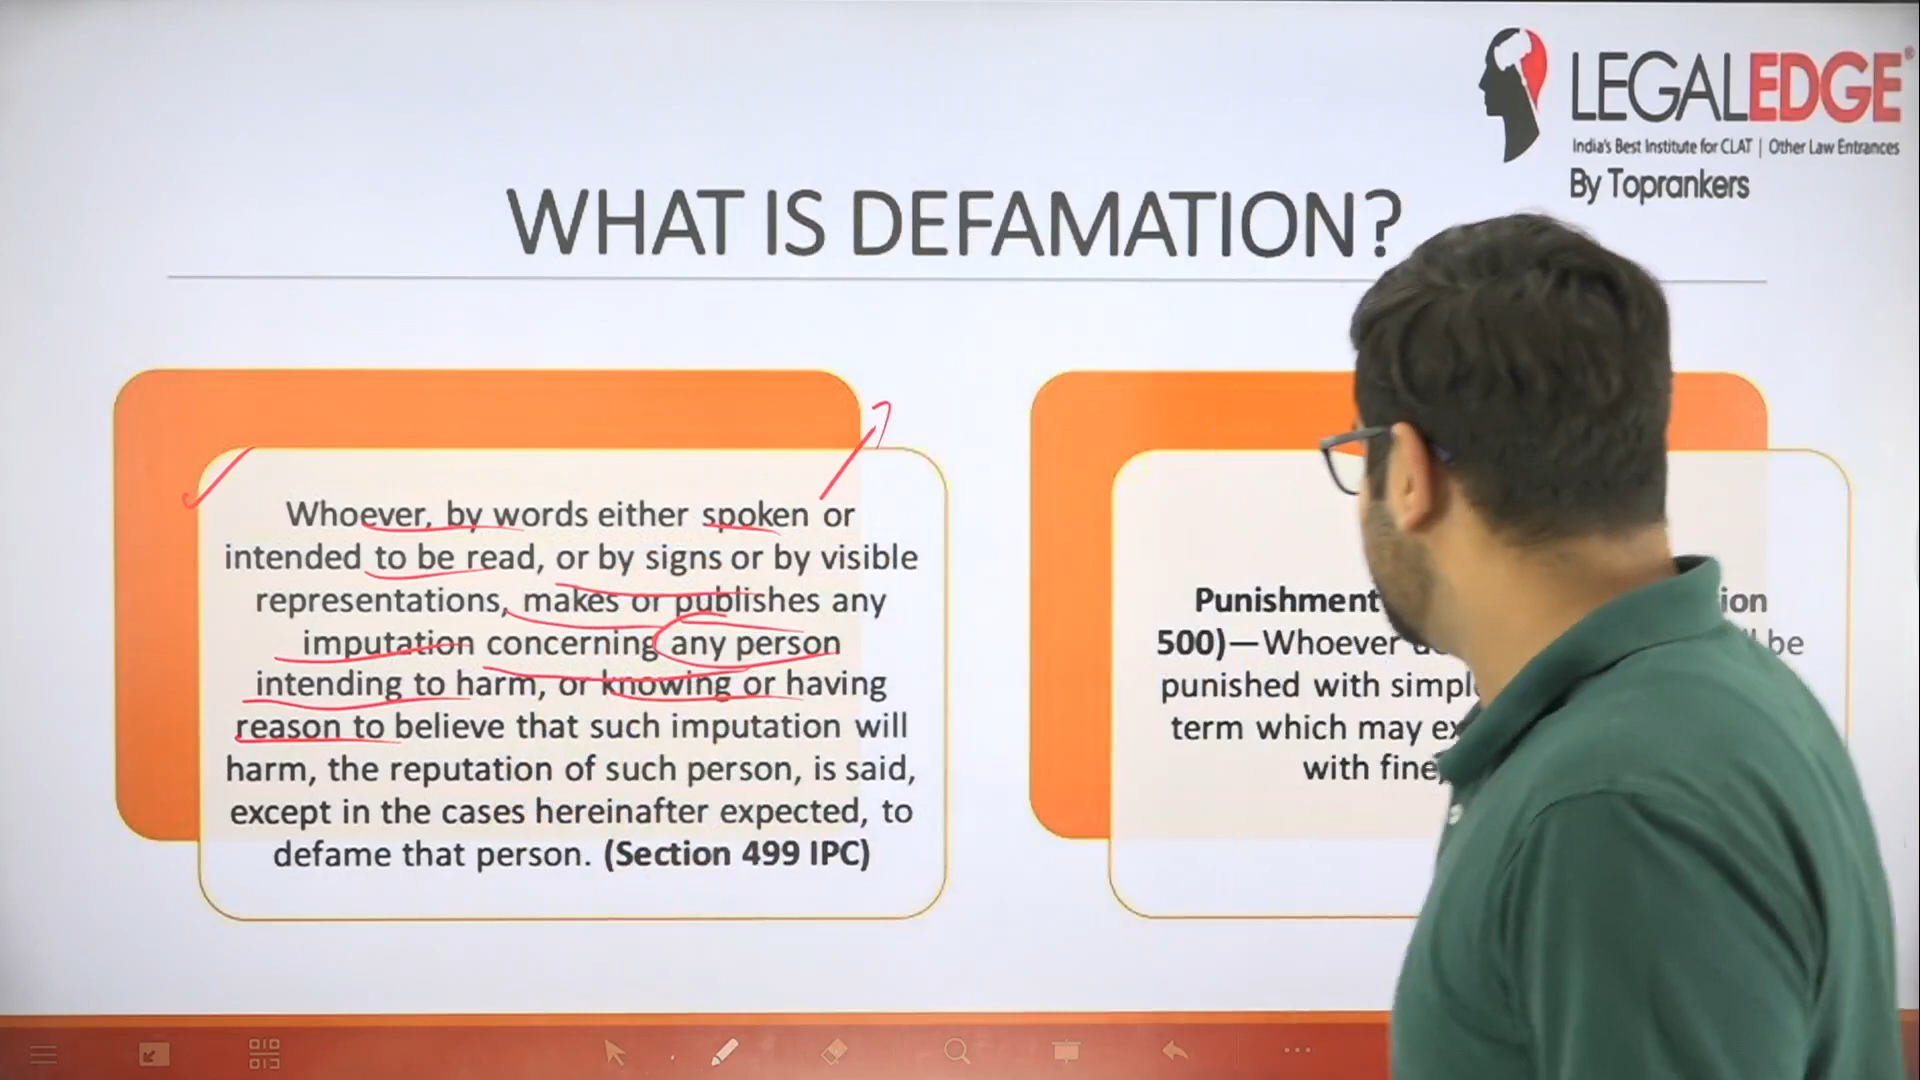 LEGALEDGE®
India's Best Institute for CLAT | Other Law Entrances
By Toprankers
WHAT IS DEFAMATION?
Whoever, by words either spoken or
intended to be read, or by signs or by visible
representations, makes or publishes any
imputation concerning any person
intending to harm, or knowing or having
reason to believe that such imputation will
harm, the reputation of such person, is said,
except in the cases hereinafter expected, to
defame that person. (Section 499 IPC)
Punishment ion
500)—Whoever be
punished with
term which may
with fine,